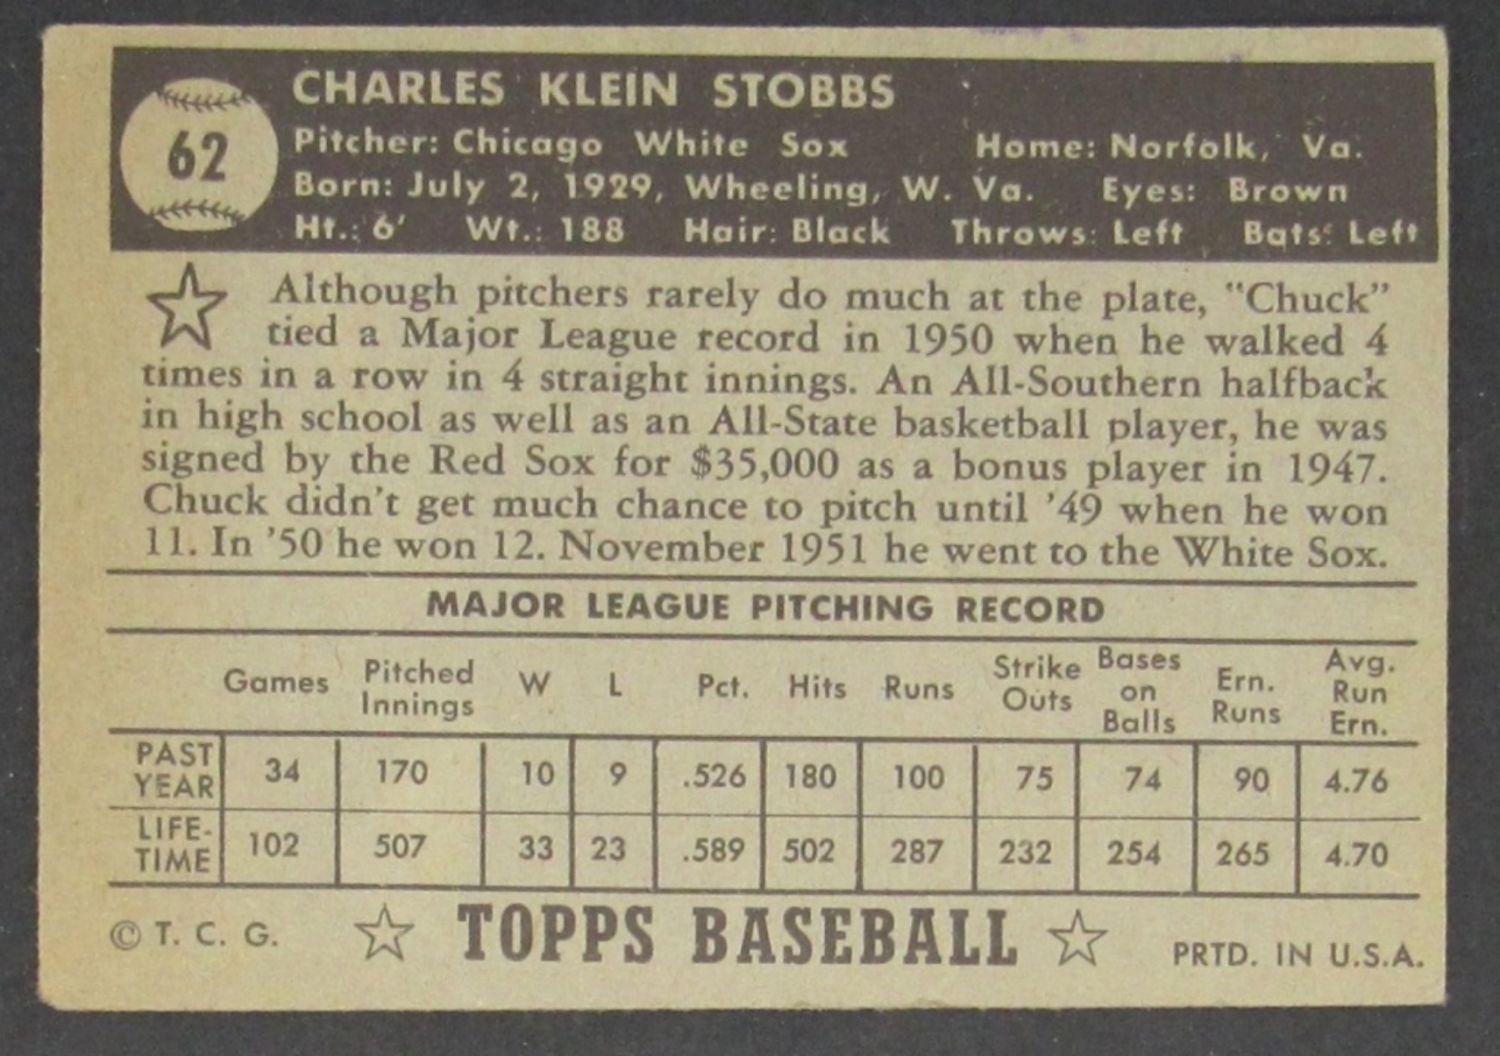 62
CHARLES KLEIN STOBBS
Pitcher: Chicago White Sox Home: Norfolk, Va.
Born: July 2, 1929, Wheeling, W. Va. Eyes: Brown
Ht.: 6' Wt.: 188 Hair: Black Throws: Left Bats: Left
Although pitchers rarely do much at the plate, "Chuck"
tied a Major League record in 1950 when he walked 4
times in a row in 4 straight innings. An All-Southern halfback
in high school as well as an All-State basketball player, he was
signed by the Red Sox for $35,000 as a bonus player in 1947.
Chuck didn't get much chance to pitch until '49 when he won
11. In '50 he won 12. November 1951 he went to the White Sox.
MAJOR LEAGUE PITCHING RECORD
Games Pitched Innings W L Pct. Hits Runs Strike Outs Bases on Balls Ern. Runs Avg. Run Ern.
PAST YEAR 34 170 10 9 .526 180 100 75 74 90 4.76
LIFE-TIME 102 507 33 23 .589 502 287 232 254 265 4.70
© T. C. G. TOPPS BASEBALL PRTD. IN U.S.A.